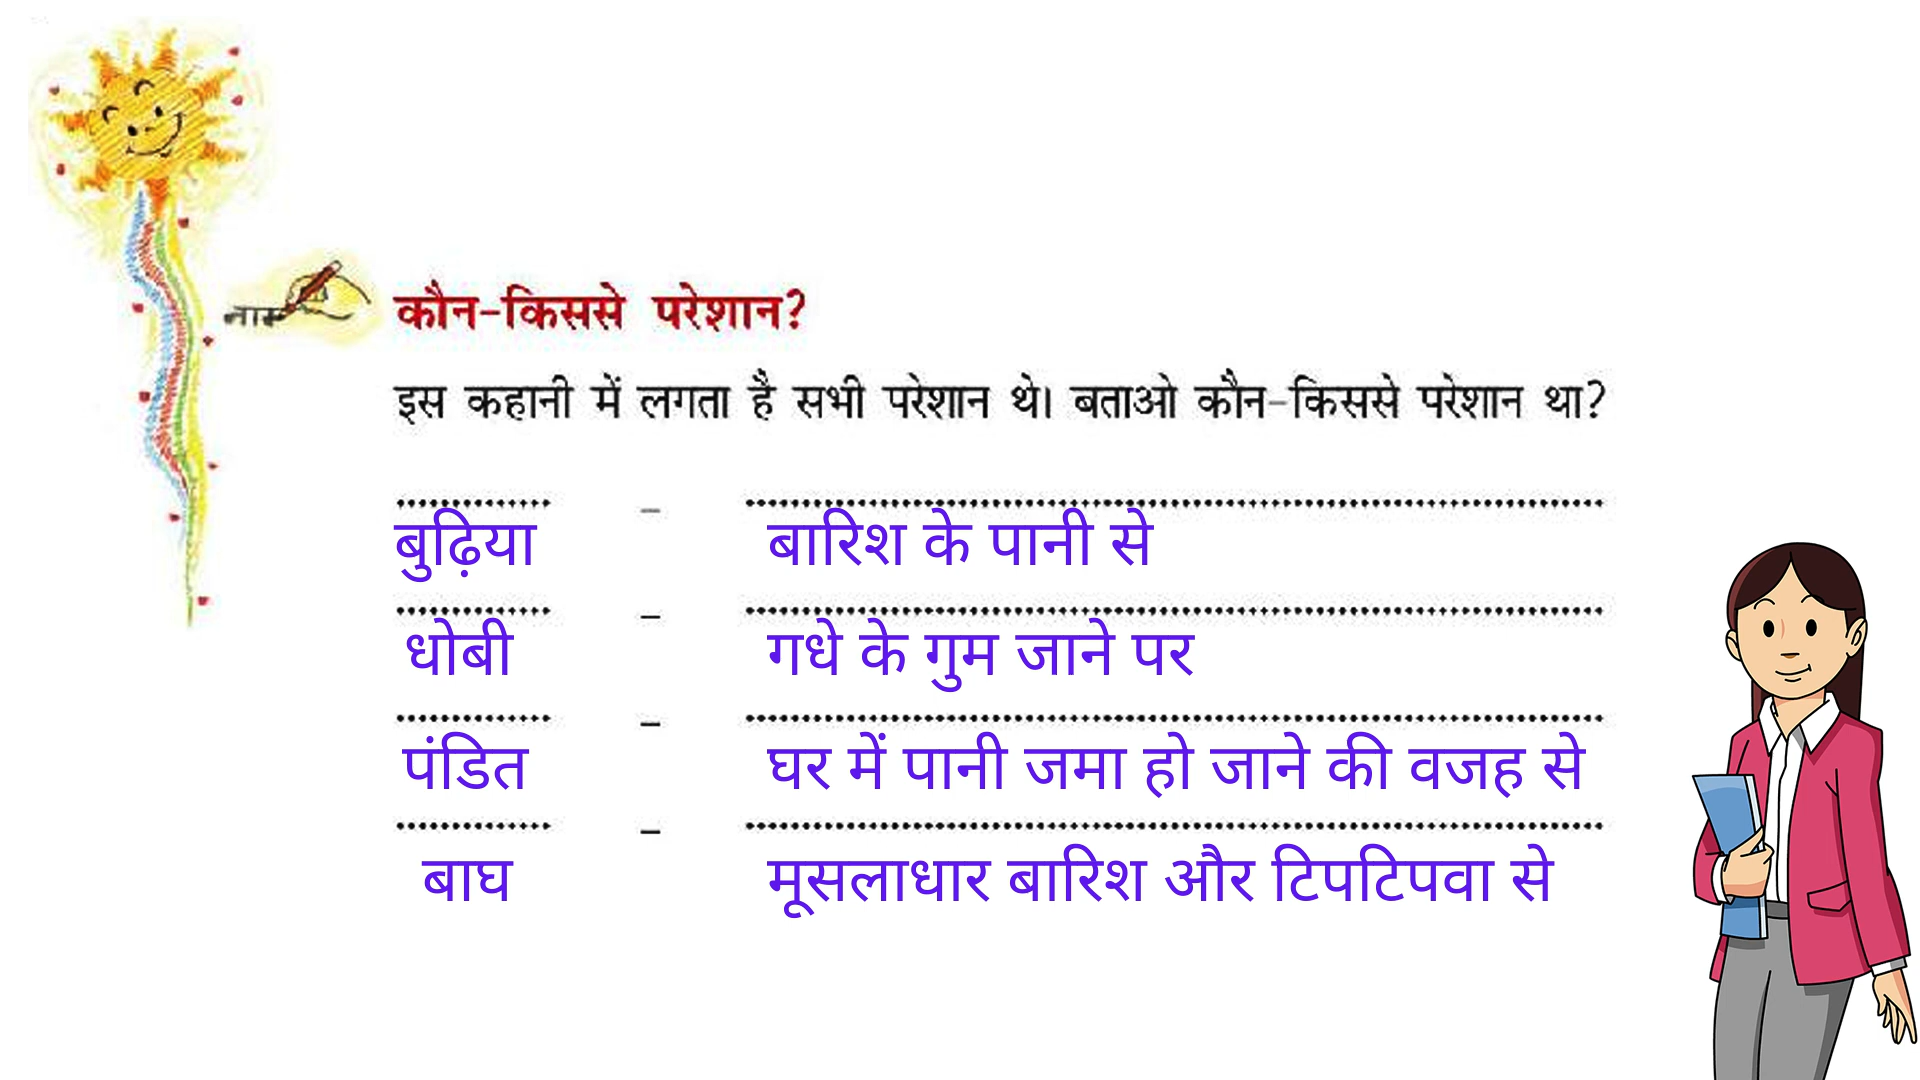 नाम
कौन-किससे परेशान?
इस कहानी में लगता है सभी परेशान थे। बताओ कौन-किससे परेशान था?
बुढ़िया – बारिश के पानी से
धोबी – गधे के गुम जाने पर
पंडित – घर में पानी जमा हो जाने की वजह से
बाघ – मूसलाधार बारिश और टिपटिपवा से